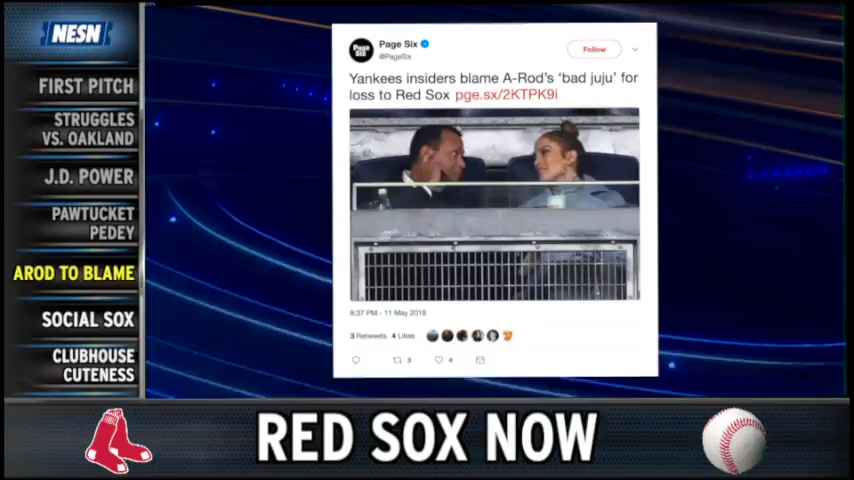 NESN
FIRST PITCH
STRUGGLES
VS. OAKLAND
J.D. POWER
PAWTUCKET
PEDEY
AROD TO BLAME
SOCIAL SOX
CLUBHOUSE
CUTENESS
Page Six
Page Six
@PageSix
Follow
Yankees insiders blame A-Rod's 'bad juju' for
loss to Red Sox pge.sx/2KTPK9i
8:37 PM - 11 May 2018
3 Retweets 4 Likes
3 4
RED SOX NOW